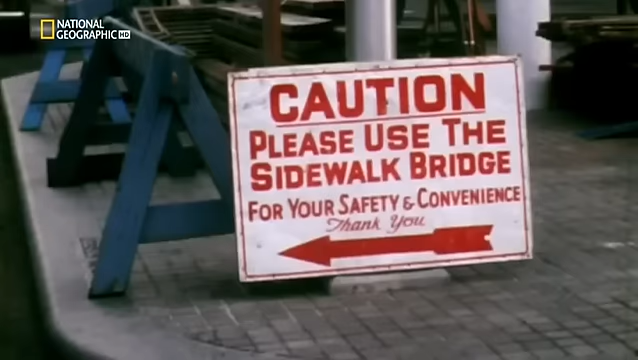 NATIONAL
GEOGRAPHIC HD
CAUTION
PLEASE USE THE
SIDEWALK BRIDGE
FOR YOUR SAFETY & CONVENIENCE
Thank You